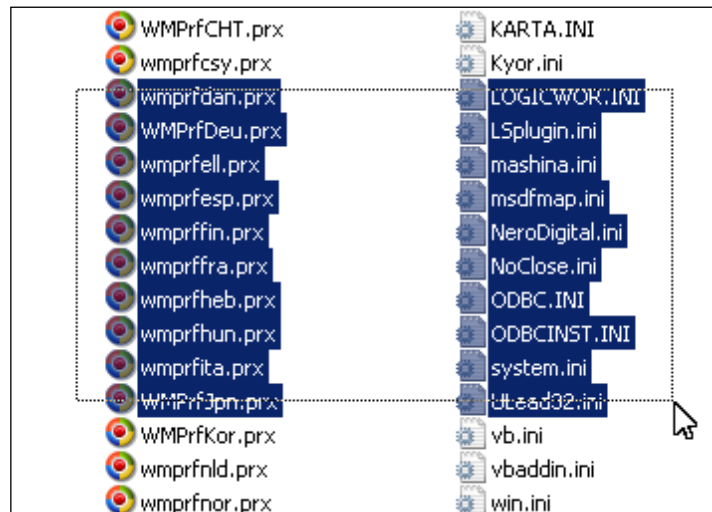 WMPrfCHT.prx
wmprfcsy.prx
wmprfdan.prx
WMPrfDeu.prx
wmprfell.prx
wmprfesp.prx
wmprffin.prx
wmprffra.prx
wmprfheb.prx
wmprfhun.prx
wmprfita.prx
WMPrfJpn.prx
WMPrfKor.prx
wmprfnld.prx
wmprfnor.prx
KARTA.INI
Kyor.ini
LOGICWOR.INI
LSplugin.ini
mashina.ini
msdfmap.ini
NeroDigital.ini
NoClose.ini
ODBC.INI
ODBCINST.INI
system.ini
ULead32.ini
vb.ini
vbaddin.ini
win.ini